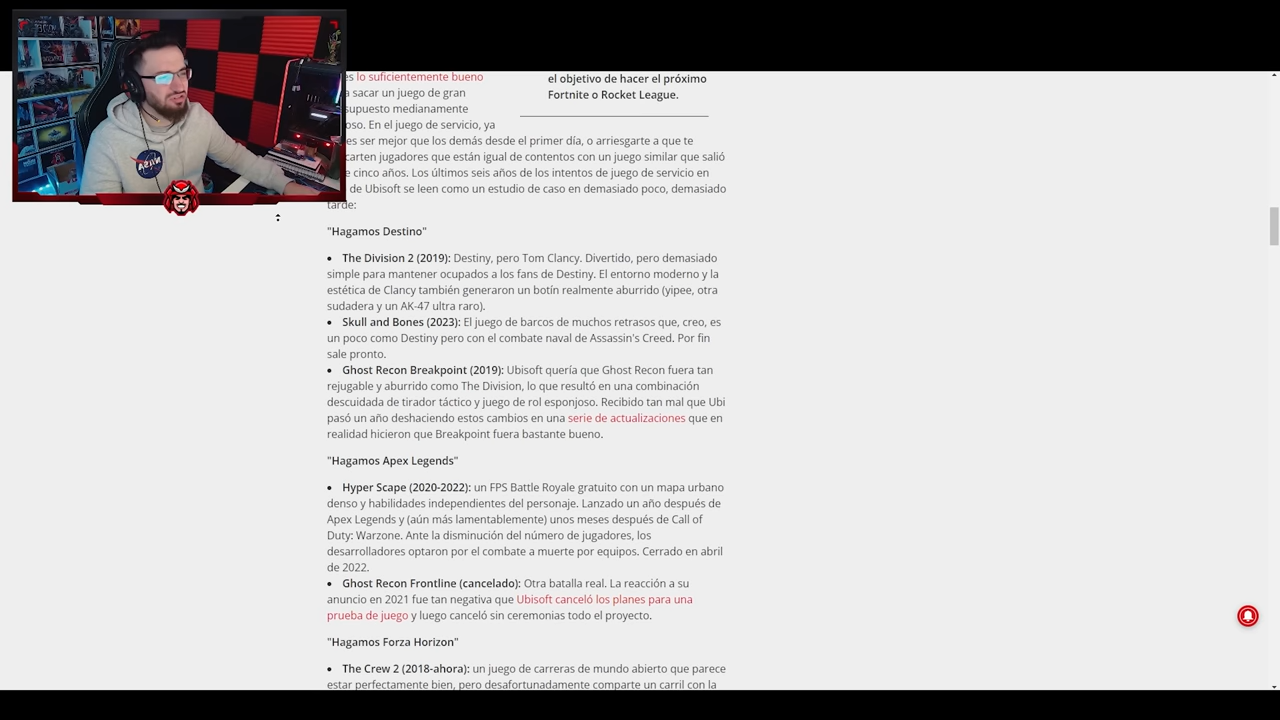 el objetivo de hacer el próximo
es lo suficientemente bueno
Fortnite o Rocket League.
a sacar un juego de gran
supuesto medianamente
oso. En el juego de servicio, ya
es ser mejor que los demás desde el primer día, o arriesgarte a que te
carten jugadores que están igual de contentos con un juego similar que salió
e cinco años. Los últimos seis años de los intentos de juego de servicio en
de Ubisoft se leen como un estudio de caso en demasiado poco, demasiado
tarde:
"Hagamos Destino"
• The Division 2 (2019): Destiny, pero Tom Clancy. Divertido, pero demasiado
simple para mantener ocupados a los fans de Destiny. El entorno moderno y la
estética de Clancy también generaron un botín realmente aburrido (yipee, otra
sudadera y un AK-47 ultra raro).
• Skull and Bones (2023): El juego de barcos de muchos retrasos que, creo, es
un poco como Destiny pero con el combate naval de Assassin's Creed. Por fin
sale pronto.
• Ghost Recon Breakpoint (2019): Ubisoft quería que Ghost Recon fuera tan
rejugable y aburrido como The Division, lo que resultó en una combinación
descuidada de tirador táctico y juego de rol esponjoso. Recibido tan mal que Ubi
pasó un año deshaciendo estos cambios en una serie de actualizaciones que en
realidad hicieron que Breakpoint fuera bastante bueno.
"Hagamos Apex Legends"
• Hyper Scape (2020-2022): un FPS Battle Royale gratuito con un mapa urbano
denso y habilidades independientes del personaje. Lanzado un año después de
Apex Legends y (aún más lamentablemente) unos meses después de Call of
Duty: Warzone. Ante la disminución del número de jugadores, los
desarrolladores optaron por el combate a muerte por equipos. Cerrado en abril
de 2022.
• Ghost Recon Frontline (cancelado): Otra batalla real. La reacción a su
anuncio en 2021 fue tan negativa que Ubisoft canceló los planes para una
prueba de juego y luego canceló sin ceremonias todo el proyecto.
"Hagamos Forza Horizon"
• The Crew 2 (2018-ahora): un juego de carreras de mundo abierto que parece
estar perfectamente bien, pero desafortunadamente comparte un carril con la